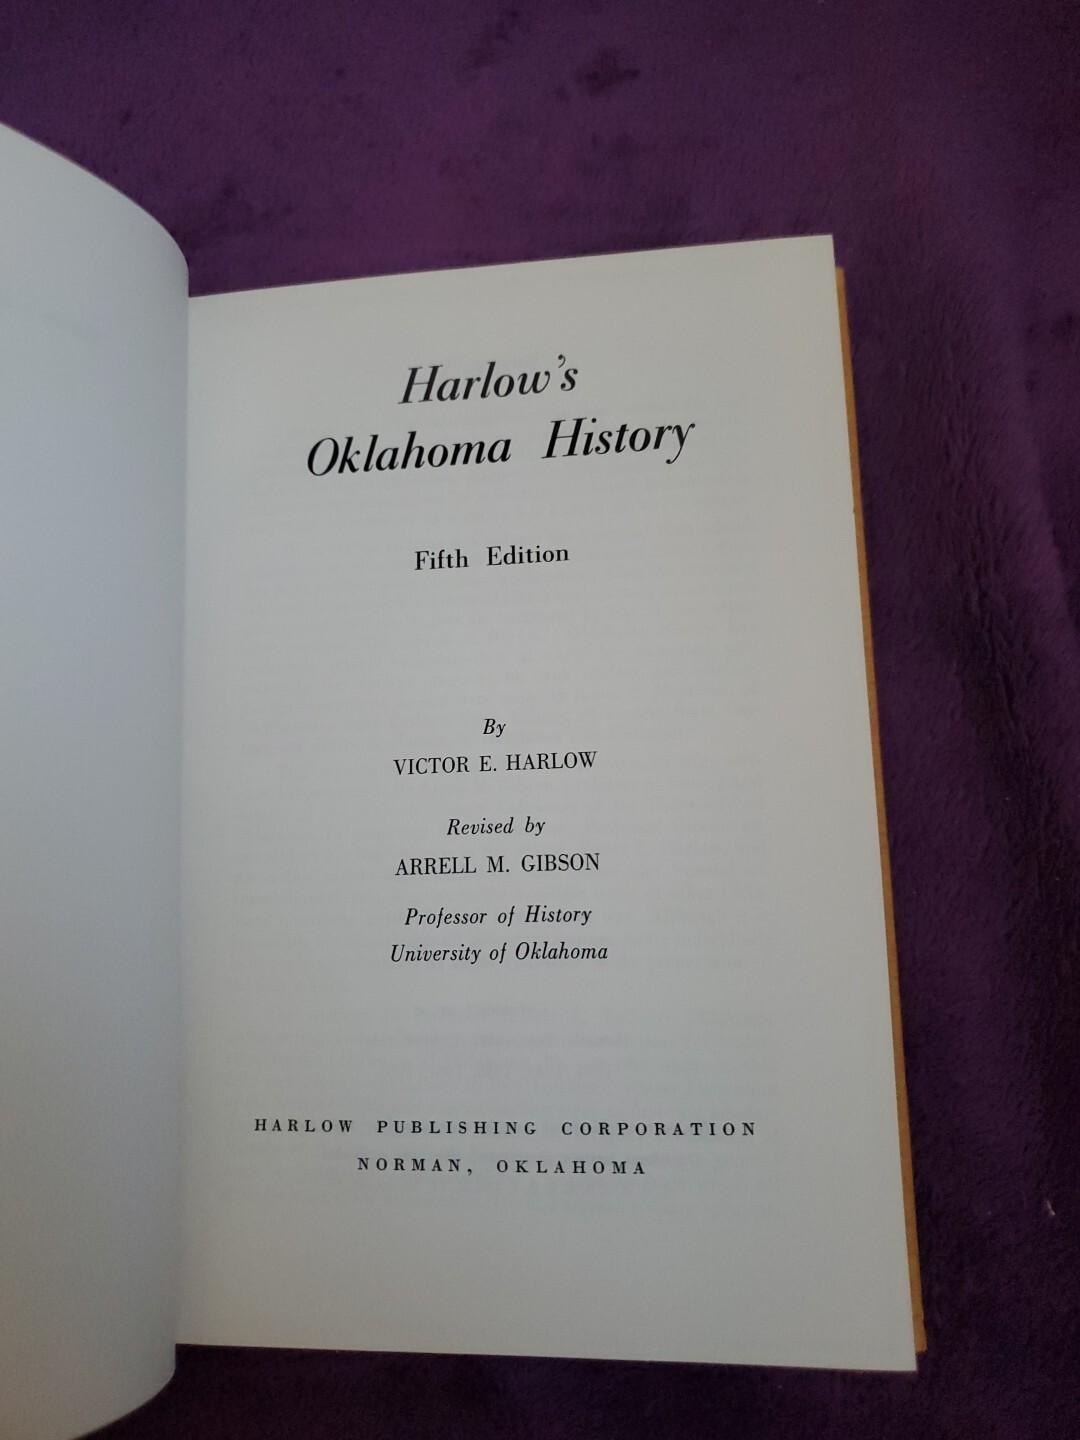 Harlow's
Oklahoma History
Fifth Edition
By
VICTOR E. HARLOW
Revised by
ARRELL M. GIBSON
Professor of History
University of Oklahoma
HARLOW PUBLISHING CORPORATION
NORMAN, OKLAHOMA